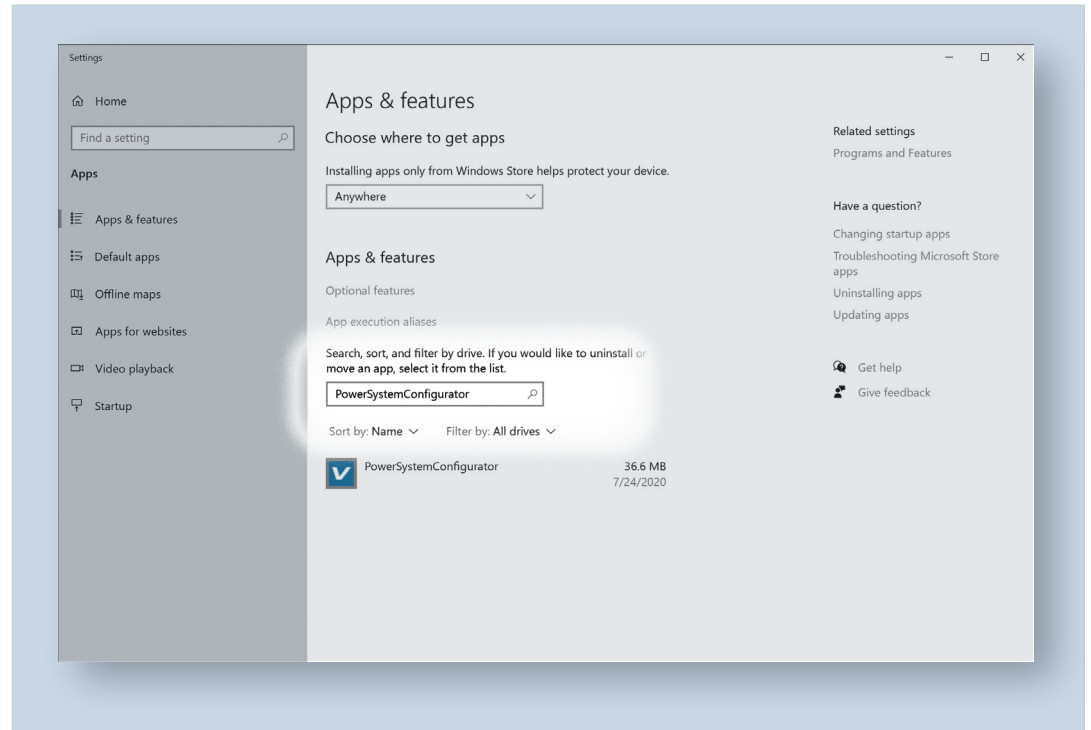 Settings
Home
Find a setting
Apps
Apps & features
Default apps
Offline maps
Apps for websites
Video playback
Startup
Apps & features
Choose where to get apps
Installing apps only from Windows Store helps protect your device.
Anywhere
Apps & features
Optional features
App execution aliases
Search, sort, and filter by drive. If you would like to uninstall or
move an app, select it from the list.
PowerSystemConfigurator
Sort by: Name
Filter by: All drives
PowerSystemConfigurator
36.6 MB
7/24/2020
Related settings
Programs and Features
Have a question?
Changing startup apps
Troubleshooting Microsoft Store
apps
Uninstalling apps
Updating apps
Get help
Give feedback